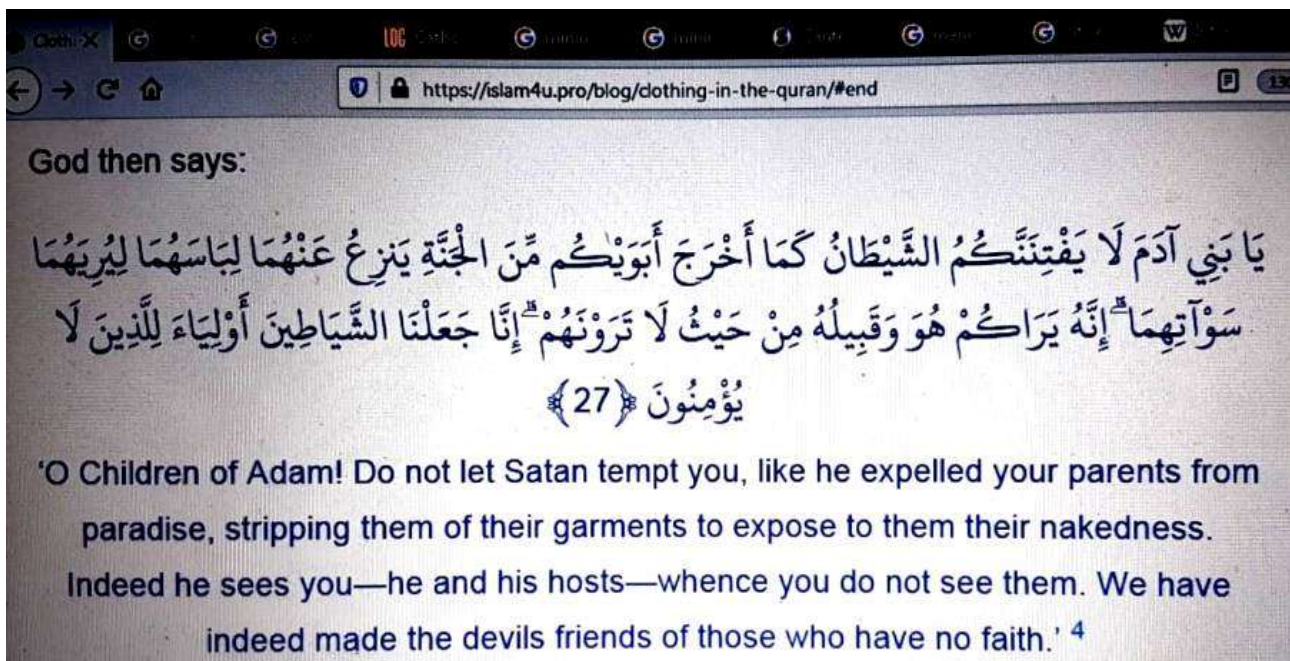 Cloth
LOG
W
https://islam4u.pro/blog/clothing-in-the-quran/#end
God then says:
يَا بَنِي آدَمَ لَا يَفْتِنَنَّكُمُ الشَّيْطَانُ كَمَا أَخْرَجَ أَبَوَيْكُم مِّنَ الْجَنَّةِ يَنزِعُ عَنْهُمَا لِبَاسَهُمَا لِيُرِيَهُمَا
سَوْآتِهِمَا ۗ إِنَّهُ يَرَاكُمْ هُوَ وَقَبِيلُهُ مِنْ حَيْثُ لَا تَرَوْنَهُمْ ۗ إِنَّا جَعَلْنَا الشَّيَاطِينَ أَوْلِيَاءَ لِلَّذِينَ لَا
يُؤْمِنُونَ ﴿27﴾
‘O Children of Adam! Do not let Satan tempt you, like he expelled your parents from
paradise, stripping them of their garments to expose to them their nakedness.
Indeed he sees you—he and his hosts—whence you do not see them. We have
indeed made the devils friends of those who have no faith.’ 4